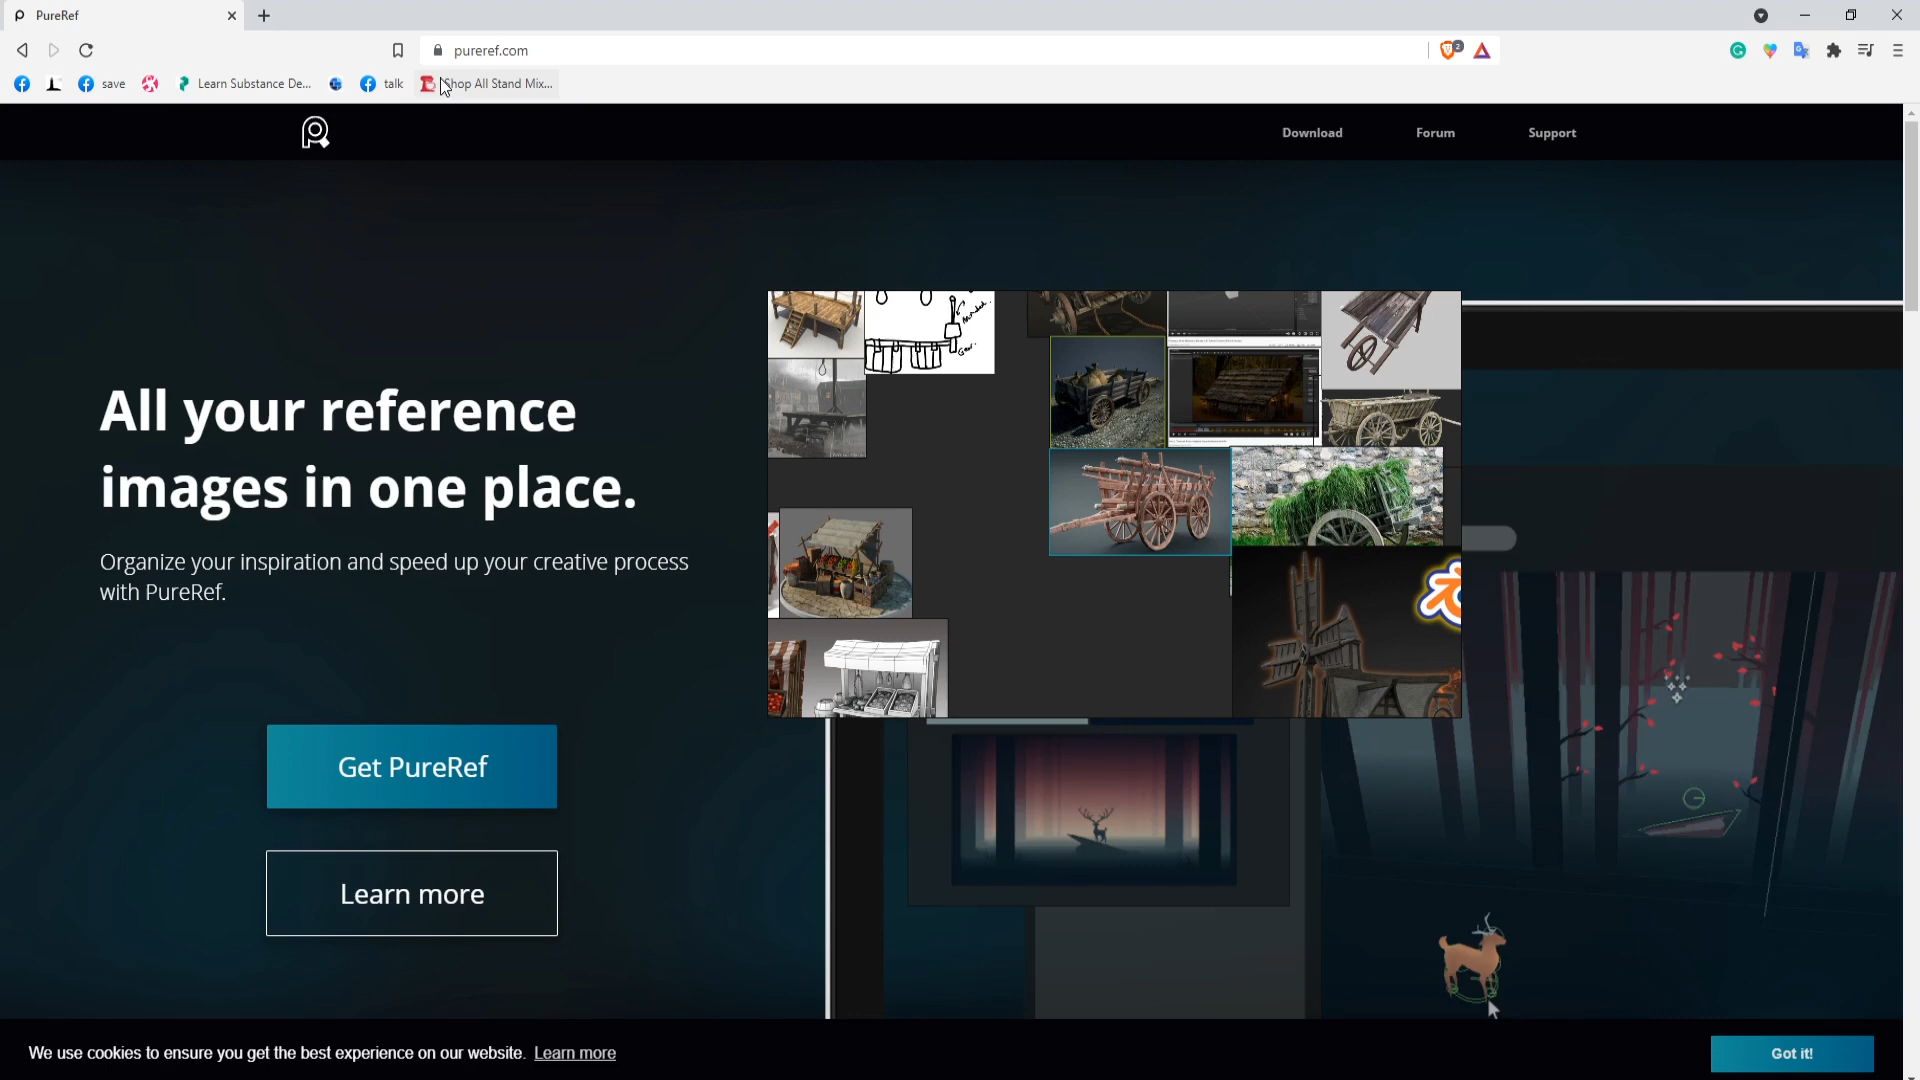 PureRef
pureref.com
2
save
Learn Substance De...
talk
Shop All Stand Mix...
Download
Forum
Support
All your reference
images in one place.
Organize your inspiration and speed up your creative process
with PureRef.
Get PureRef
Learn more
We use cookies to ensure you get the best experience on our website. Learn more
Got it!